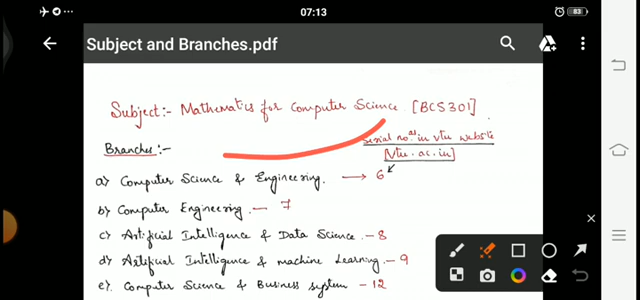 07:13
83
Subject and Branches.pdf
Subject:- Mathematics for Computer Science [BCS301]
Branches:-
serial no as in vtu website
[vtu.ac.in]
a) Computer Science & Engineering. → 6
b) Computer Engineering. - 7
c) Artificial Intelligence & Data Science - 8
d) Artificial Intelligence & machine Learning. - 9
e) Computer Science & Business system - 12